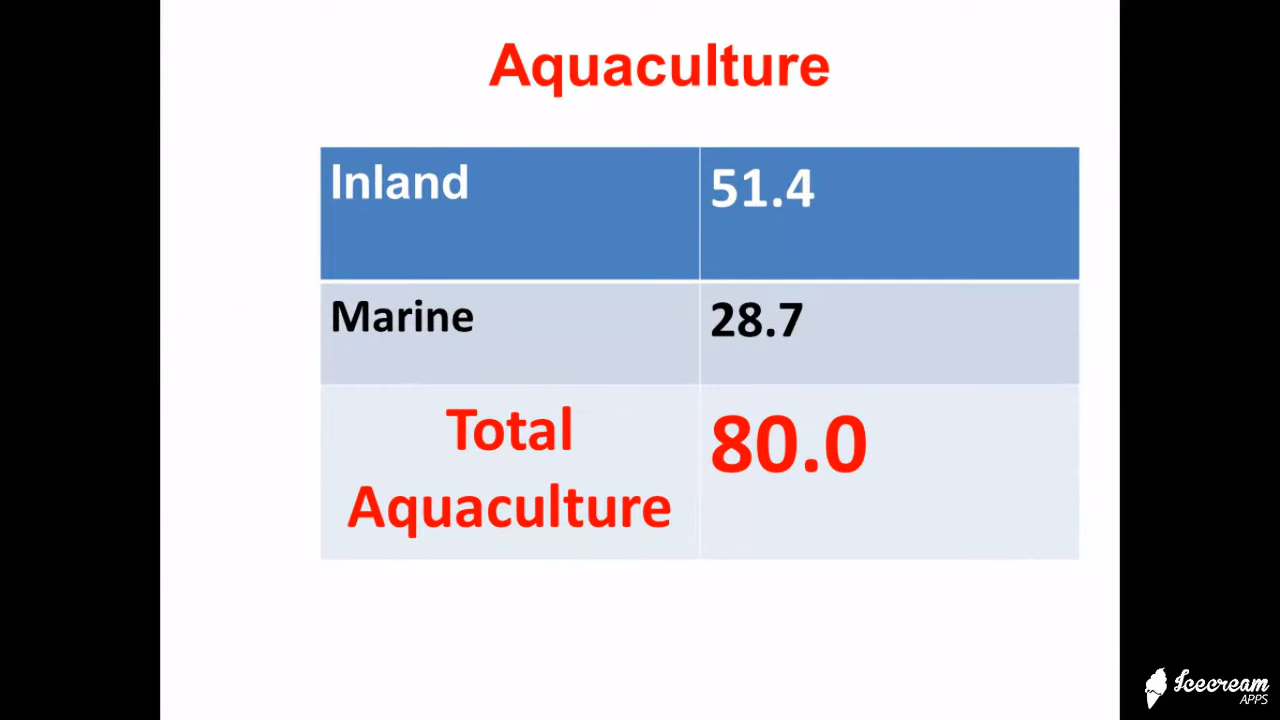 Aquaculture
Inland 51.4
Marine 28.7
Total 80.0
Aquaculture
Icecream
APPS